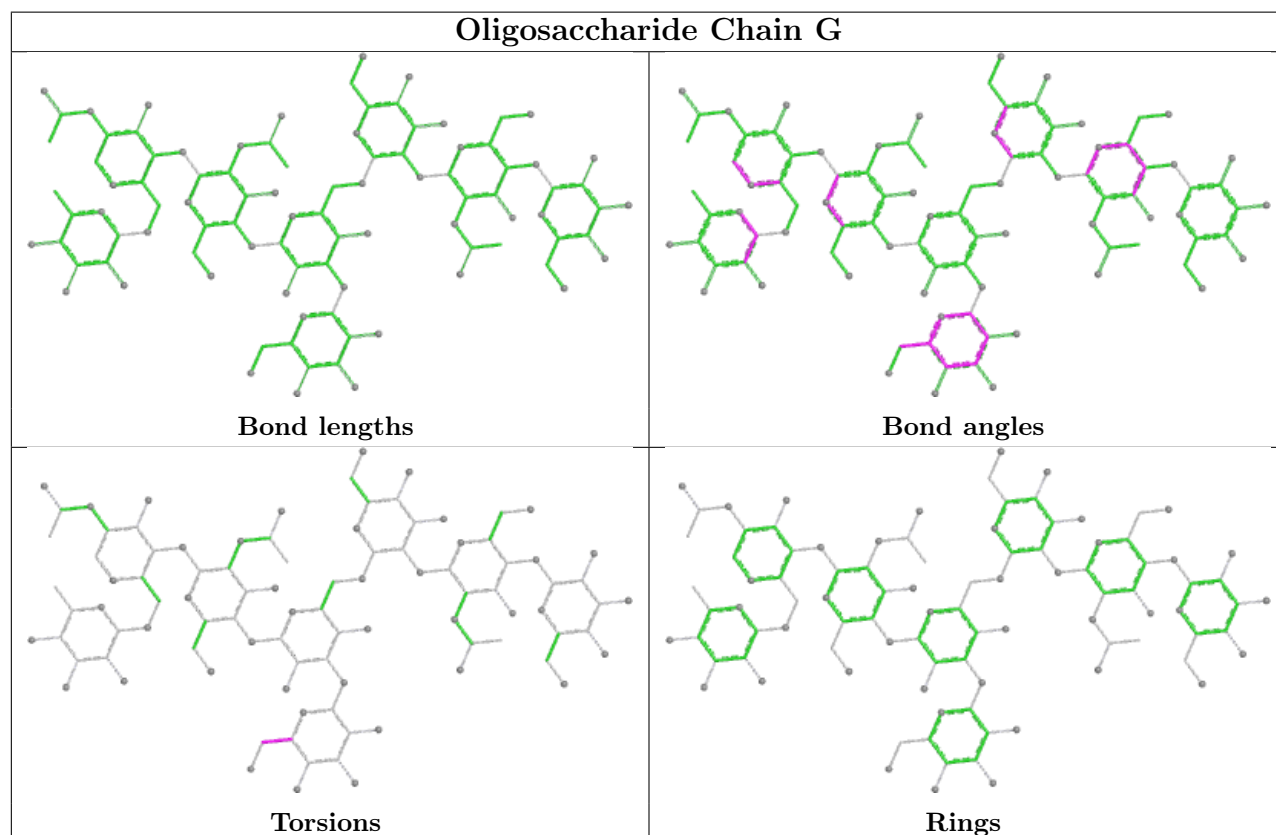 Oligosaccharide Chain G
Bond lengths
Bond angles
Torsions
Rings